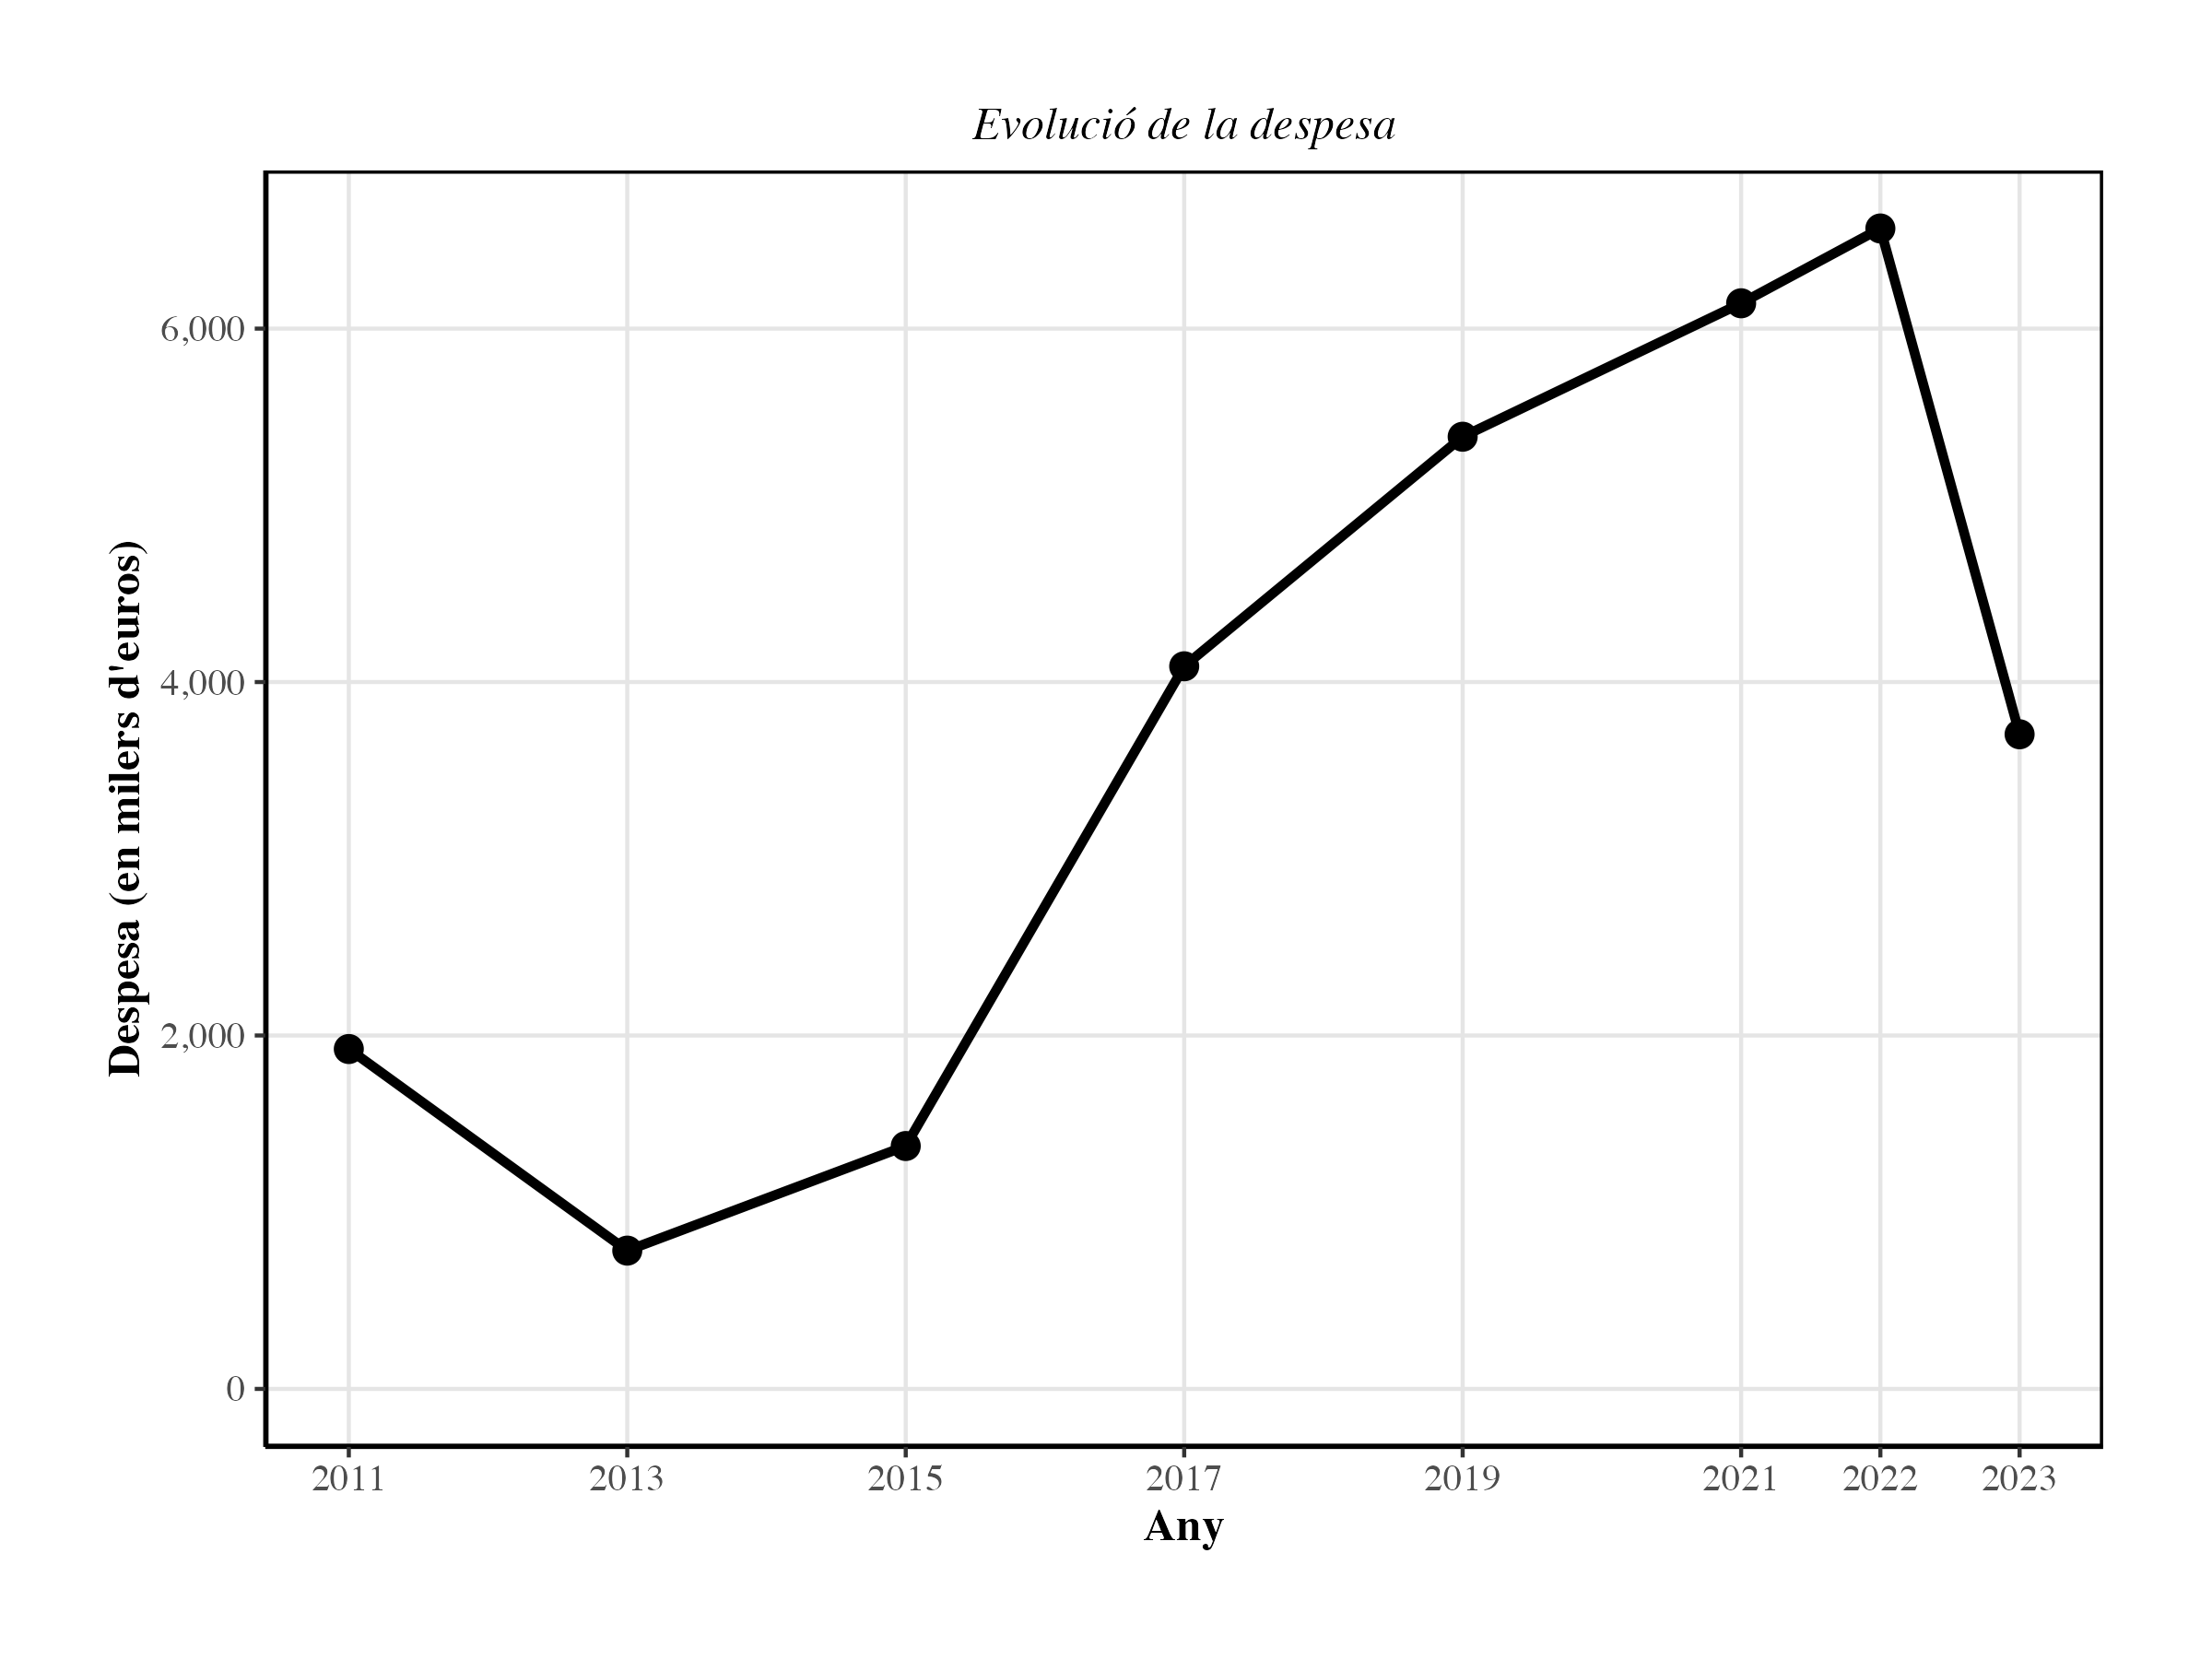 Evolució de la despesa
Despesa (en milers d'euros)
6,000
4,000
2,000
0
2011 2013 2015 2017 2019 2021 2022 2023
Any